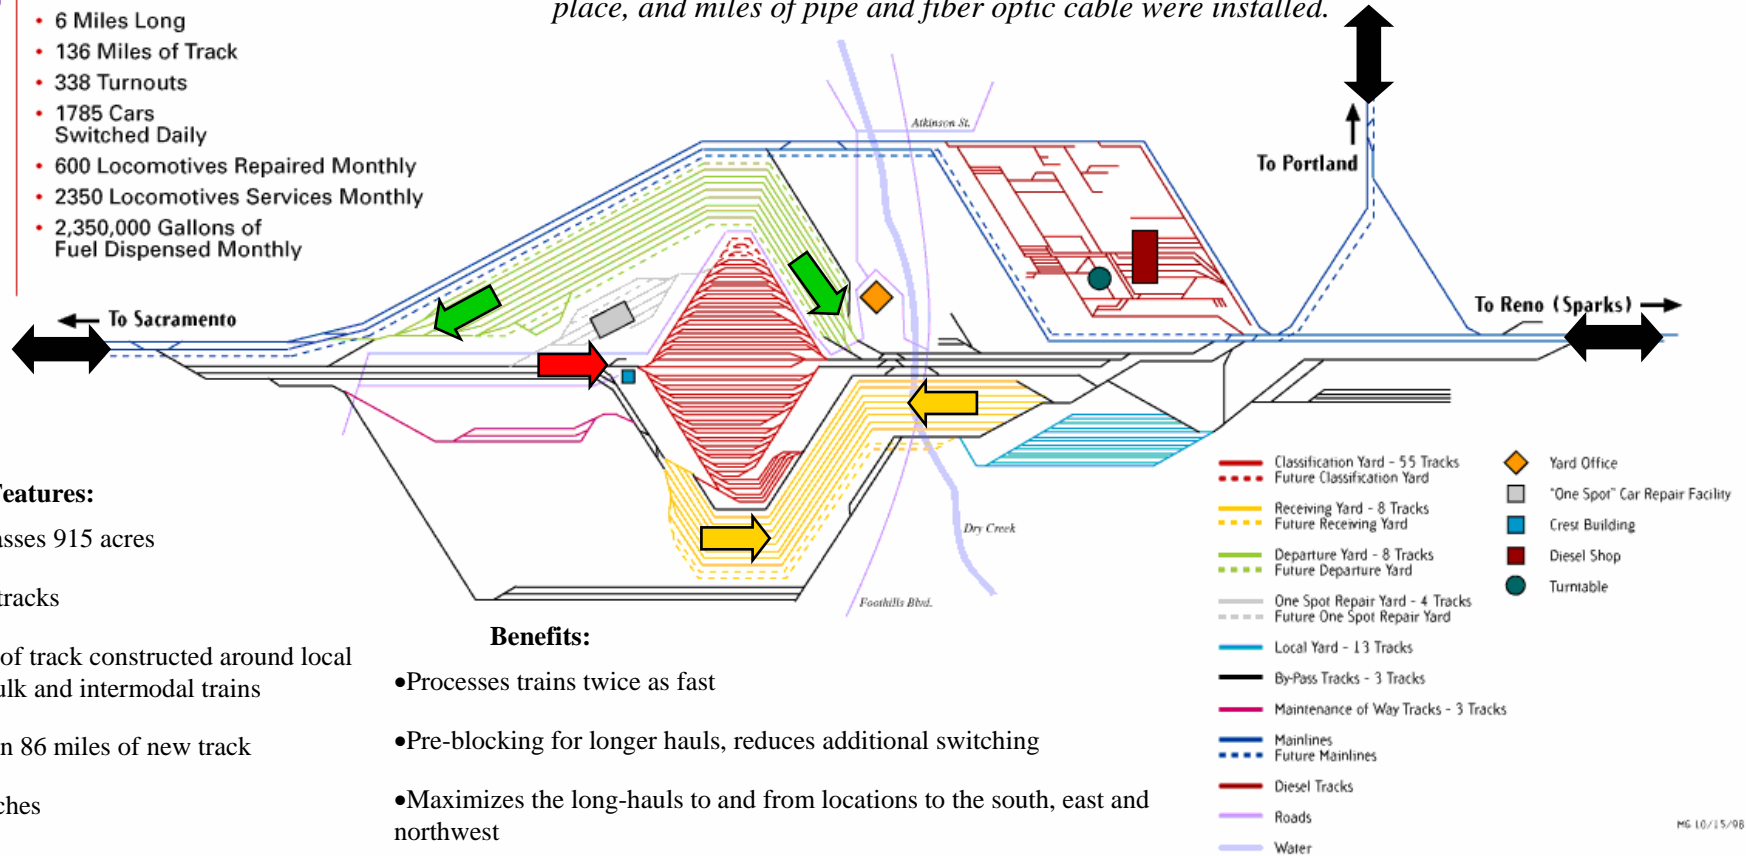 place, and miles of pipe and fiber optic cable were installed.
• 6 Miles Long
• 136 Miles of Track
• 338 Turnouts
• 1785 Cars
Switched Daily
• 600 Locomotives Repaired Monthly
• 2350 Locomotives Services Monthly
• 2,350,000 Gallons of
Fuel Dispensed Monthly
Atkinson St.
To Portland
To Sacramento
To Reno (Sparks)
Dry Creek
Foothills Blvd.
Features:
asses 915 acres
tracks
of track constructed around local
ulk and intermodal trains
n 86 miles of new track
ches
Benefits:
•Processes trains twice as fast
•Pre-blocking for longer hauls, reduces additional switching
•Maximizes the long-hauls to and from locations to the south, east and
northwest
Classification Yard - 55 Tracks
Future Classification Yard
Receiving Yard - 8 Tracks
Future Receiving Yard
Departure Yard - 8 Tracks
Future Departure Yard
One Spot Repair Yard - 4 Tracks
Future One Spot Repair Yard
Local Yard - 13 Tracks
By-Pass Tracks - 3 Tracks
Maintenance of Way Tracks - 3 Tracks
Mainlines
Future Mainlines
Diesel Tracks
Roads
Water
Yard Office
"One Spot" Car Repair Facility
Crest Building
Diesel Shop
Turntable
MG 10/15/98